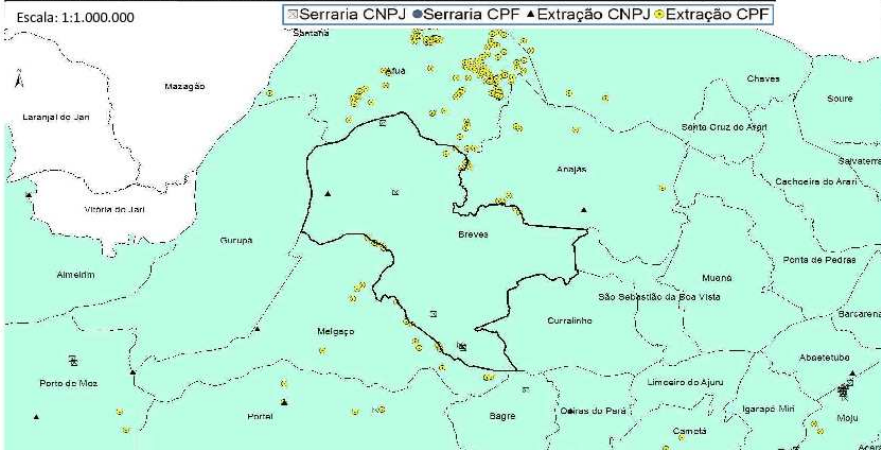 Escala: 1:1.000.000
Serraria CNPJ Serraria CPF Extração CNPJ Extração CPF
Santana
Afuá
Chaves
Mazagão
Laranjal do Jari
Soure
Santa Cruz do Arari
Salvaterra
Anajás
Cachoeira do Arari
Vitória do Jari
Gurupá
Breves
Ponta de Pedras
Almeirim
Muaná
São Sebastião da Boa Vista
Barcarena
Melgaço
Curralinho
Abaetetuba
Porto de Moz
Limoeiro do Ajuru
Igarapé Miri
Portel
Bagre
Oeiras do Pará
Moju
Cametá
Acará